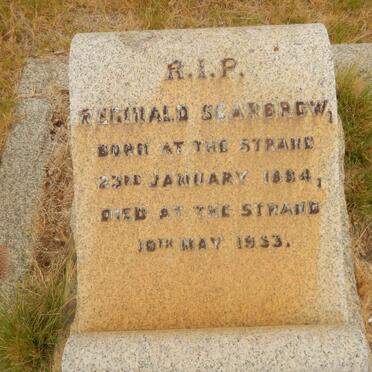 R.I.P.
REGINALD SCARBROW,
BORN AT THE STRAND
23RD JANUARY 1884,
DIED AT THE STRAND
10TH MAY 1953.